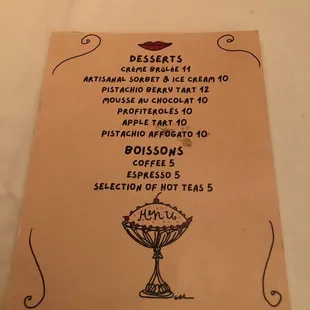 DESSERTS
CRÈME BRÛLÉE 11
ARTISANAL SORBET & ICE CREAM 10
PISTACHIO BERRY TART 12
MOUSSE AU CHOCOLAT 10
PROFITEROLES 10
APPLE TART 10
PISTACHIO AFFOGATO 10
BOISSONS
COFFEE 5
ESPRESSO 5
SELECTION OF HOT TEAS 5
MENU